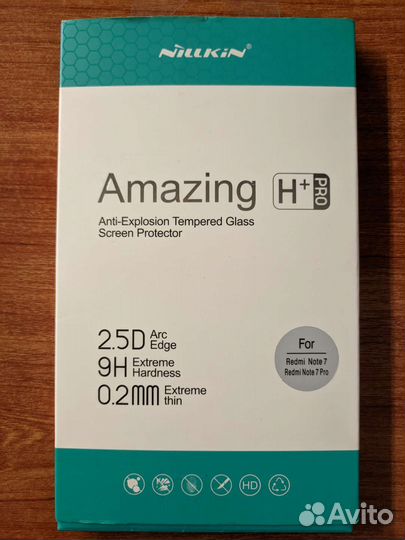 NILLKIN®
Amazing H+ PRO
Anti-Explosion Tempered Glass
Screen Protector
2.5D Arc Edge
9H Extreme Hardness
0.2mm Extreme thin
For
Redmi Note 7
Redmi Note 7 Pro
HD
Avito